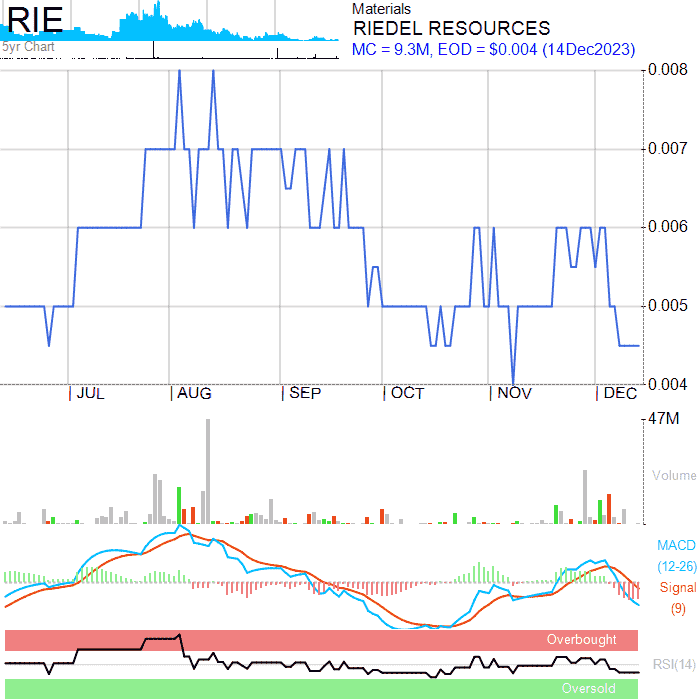 RIE
5yr Chart
Materials
RIEDEL RESOURCES
MC = 9.3M, EOD = $0.004 (14Dec2023)
0.008
0.007
0.006
0.005
0.004
JUL AUG SEP OCT NOV DEC
47M
Volume
MACD
(12-26)
Signal
(9)
Overbought
RSI(14)
Oversold